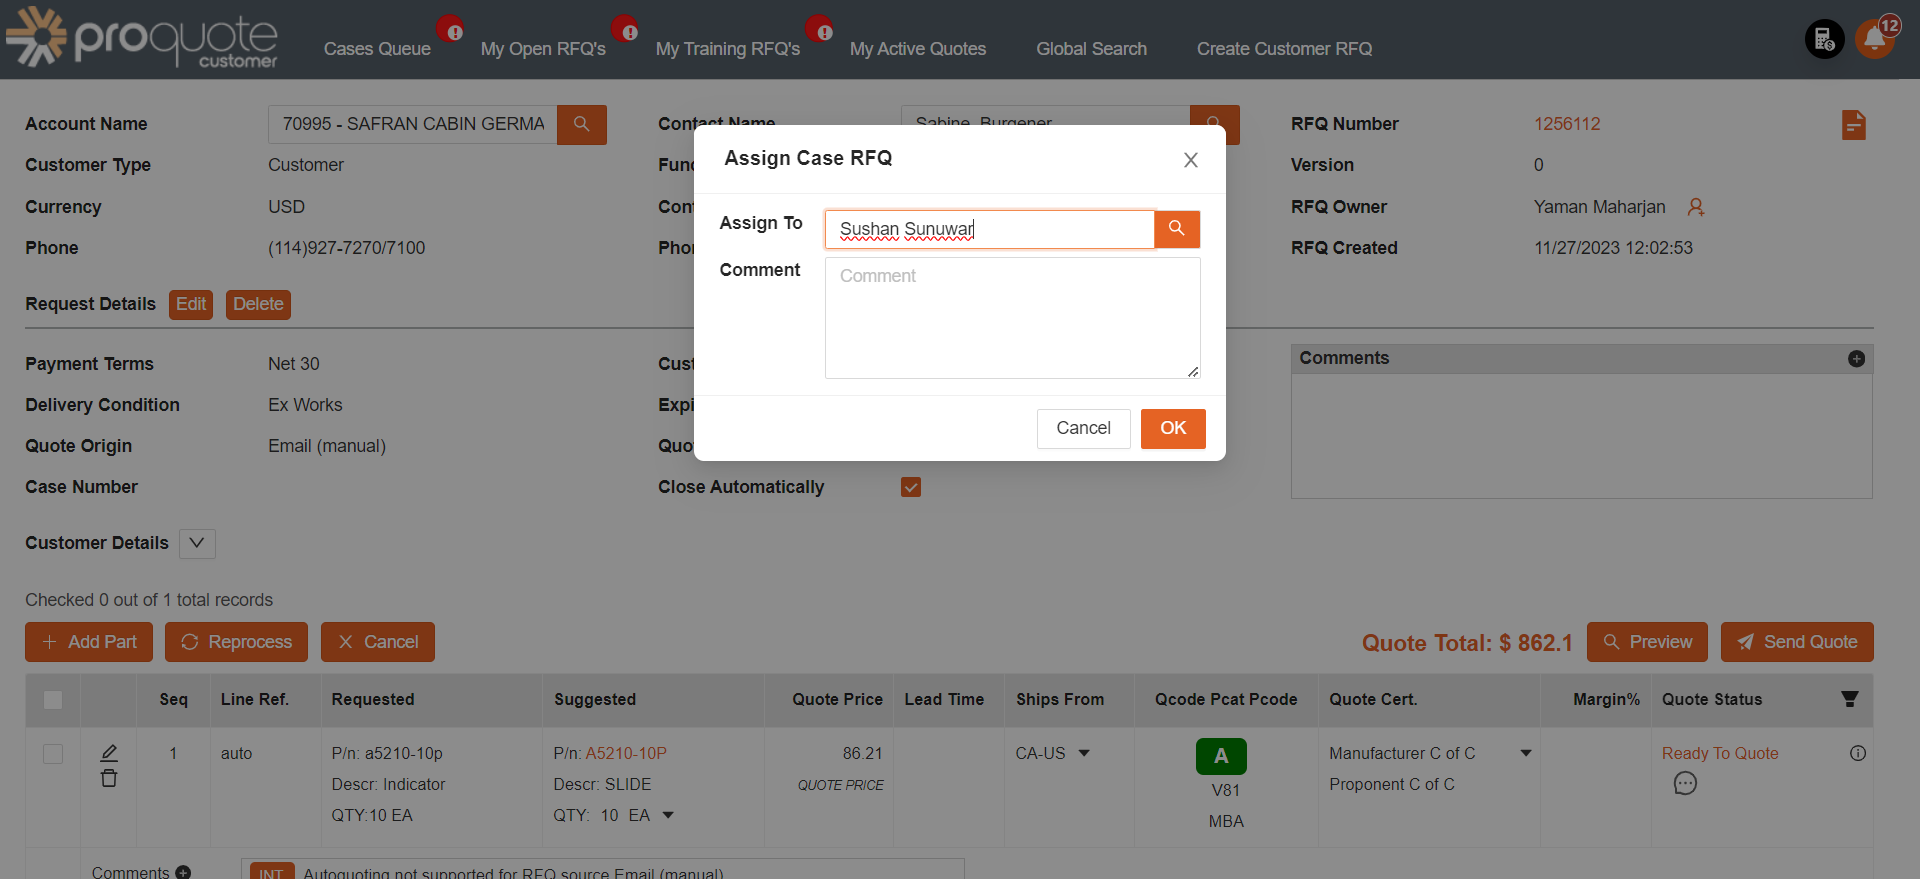 proquote
customer
Cases Queue
My Open RFQ's
My Training RFQ's
My Active Quotes
Global Search
Create Customer RFQ
12
Account Name
70995 - SAFRAN CABIN GERMA
Contact Name
Sabine Burgener
RFQ Number
1256112
Customer Type
Customer
Fun
Version
0
Currency
USD
Con
RFQ Owner
Yaman Maharjan
Phone
(114)927-7270/7100
Pho
RFQ Created
11/27/2023 12:02:53
Assign Case RFQ
Assign To
Sushan Sunuwar
Comment
Comment
Cancel
OK
Request Details
Edit
Delete
Payment Terms
Net 30
Cust
Comments
Delivery Condition
Ex Works
Expi
Quote Origin
Email (manual)
Quo
Case Number
Close Automatically
Customer Details
Checked 0 out of 1 total records
Add Part
Reprocess
Cancel
Quote Total: $ 862.1
Preview
Send Quote
Seq
Line Ref.
Requested
Suggested
Quote Price
Lead Time
Ships From
Qcode Pcat Pcode
Quote Cert.
Margin%
Quote Status
1
auto
P/n: a5210-10p
Descr: Indicator
QTY:10 EA
P/n: A5210-10P
Descr: SLIDE
QTY: 10 EA
86.21
QUOTE PRICE
CA-US
A
V81
MBA
Manufacturer C of C
Proponent C of C
Ready To Quote
Comments
INT
Autoquoting not supported for RFQ source Email (manual)